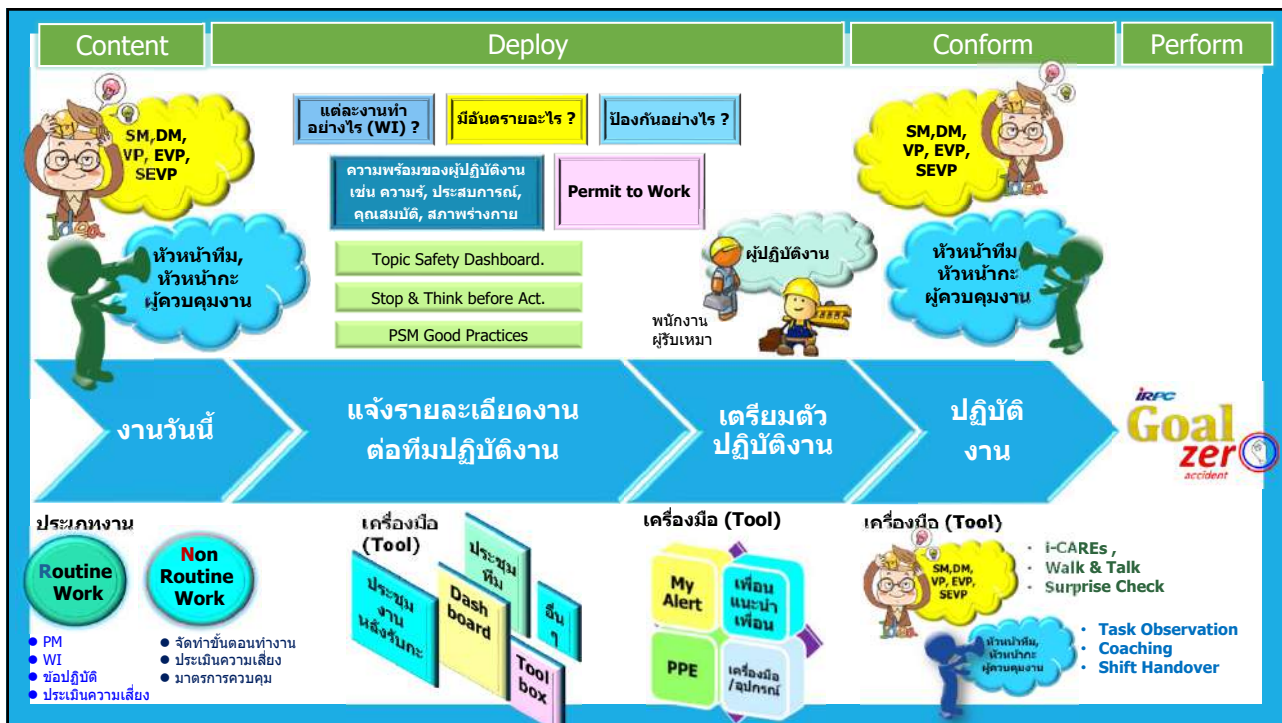 Content
Deploy
Conform
Perform
SM,DM,
VP, EVP,
SEVP
Idea
หัวหน้าทีม,
หัวหน้ากะ
ผู้ควบคุมงาน
แต่ละงานทำ
อย่างไร (WI) ?
มีอันตรายอะไร ?
ป้องกันอย่างไร ?
ความพร้อมของผู้ปฏิบัติงาน
เช่น ความรู้, ประสบการณ์,
คุณสมบัติ, สภาพร่างกาย
Permit to Work
Topic Safety Dashboard.
Stop & Think before Act.
PSM Good Practices
ผู้ปฏิบัติงาน
พนักงาน
ผู้รับเหมา
SM,DM,
VP, EVP,
SEVP
Idea
หัวหน้าทีม,
หัวหน้ากะ
ผู้ควบคุมงาน
งานวันนี้
แจ้งรายละเอียดงาน
ต่อทีมปฏิบัติงาน
เตรียมตัว
ปฏิบัติงาน
ปฏิบัติ
งาน
iRPC
Goal
zero
accident
ประเภทงาน
Routine
Work
Non
Routine
Work
● PM
● WI
● ข้อปฏิบัติ
● ประเมินความเสี่ยง
● จัดทำขั้นตอนทำงาน
● ประเมินความเสี่ยง
● มาตรการควบคุม
เครื่องมือ
(Tool)
ประชุม
งาน
หลังรับกะ
Dash
board
ประชุม
ทีม
Tool
box
อื่น
ๆ
เครื่องมือ (Tool)
My
Alert
เพื่อน
แนะนำ
เพื่อน
PPE
เครื่องมือ
/อุปกรณ์
เครื่องมือ (Tool)
SM,DM,
VP, EVP,
SEVP
Idea
• i-CAREs ,
• Walk & Talk
• Surprise Check
หัวหน้าทีม,
หัวหน้ากะ
ผู้ควบคุมงาน
• Task Observation
• Coaching
• Shift Handover